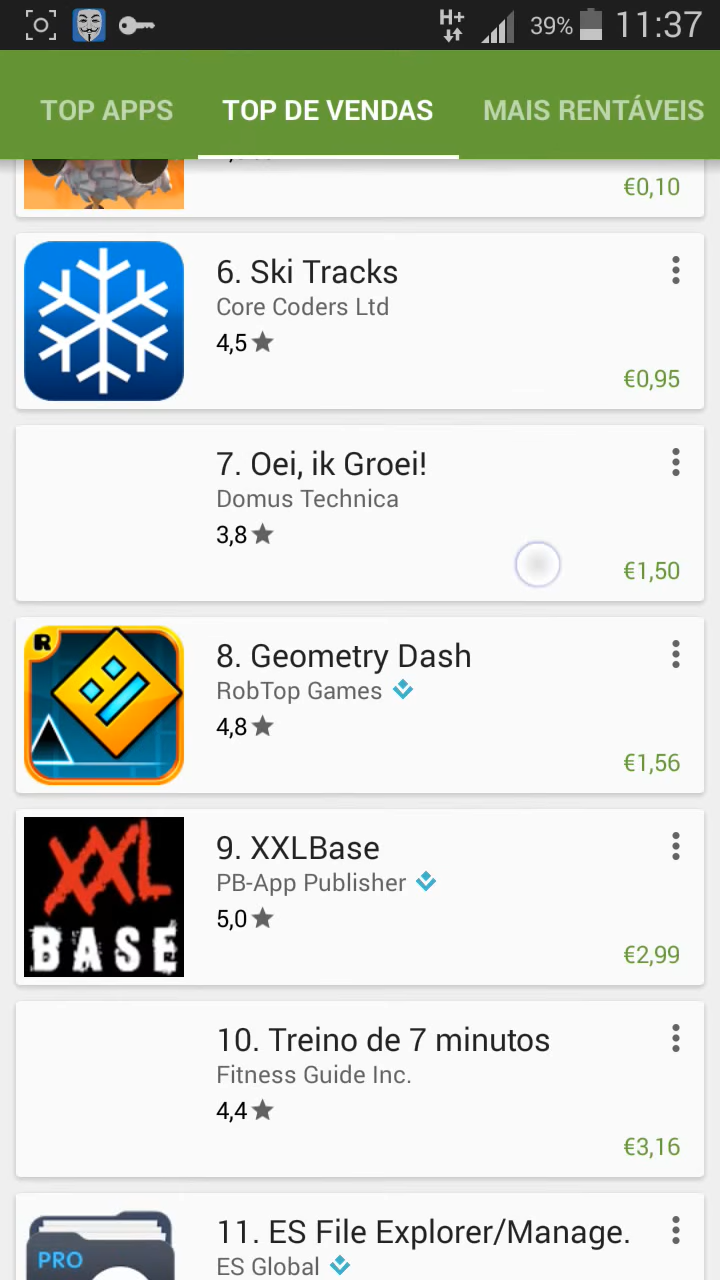 H+ 39% 11:37
TOP APPS TOP DE VENDAS MAIS RENTÁVEIS
€0,10
6. Ski Tracks
Core Coders Ltd
4,5
€0,95
7. Oei, ik Groei!
Domus Technica
3,8
€1,50
R
8. Geometry Dash
RobTop Games
4,8
€1,56
XXL
BASE
9. XXLBase
PB-App Publisher
5,0
€2,99
10. Treino de 7 minutos
Fitness Guide Inc.
4,4
€3,16
PRO
11. ES File Explorer/Manage.
ES Global